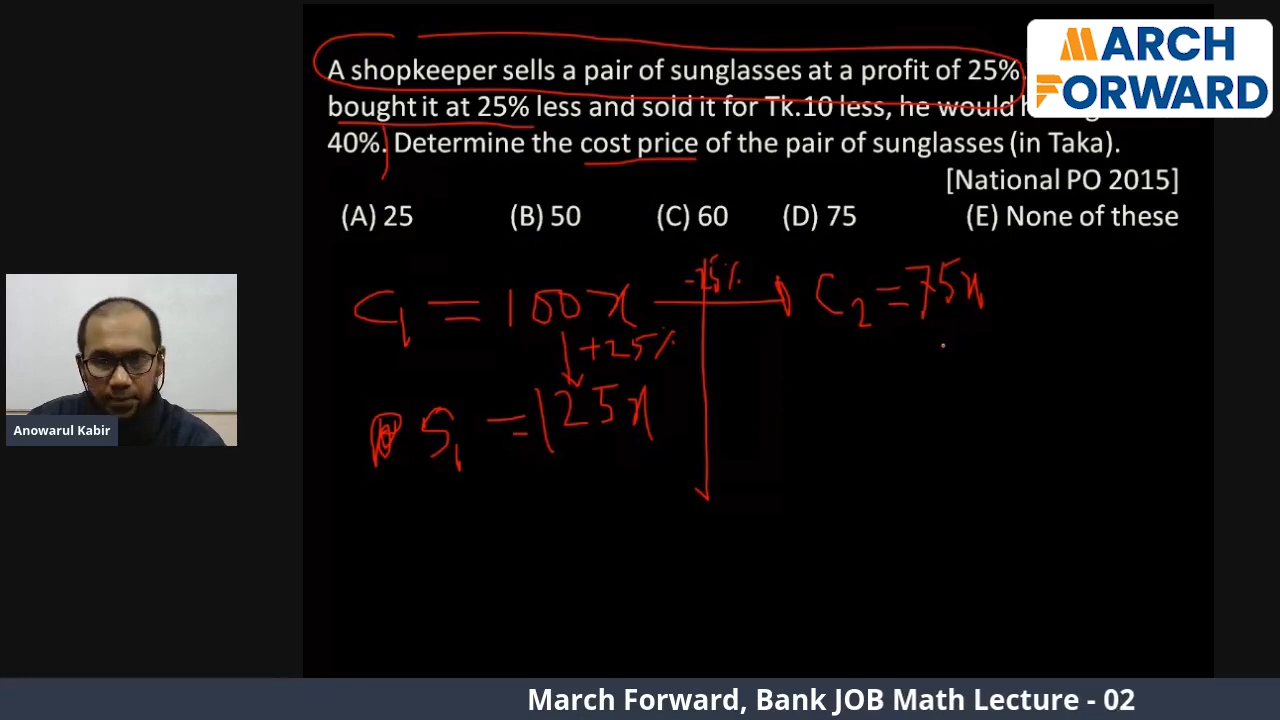 A shopkeeper sells a pair of sunglasses at a profit of 25%
bought it at 25% less and sold it for Tk.10 less, he would
40%. Determine the cost price of the pair of sunglasses (in Taka).
[National PO 2015]
(A) 25 (B) 50 (C) 60 (D) 75 (E) None of these
MARCH
FORWARD
C1 = 100x -25% C2 = 75x
+25%
S1 = 125x
Anowarul Kabir
March Forward, Bank JOB Math Lecture - 02